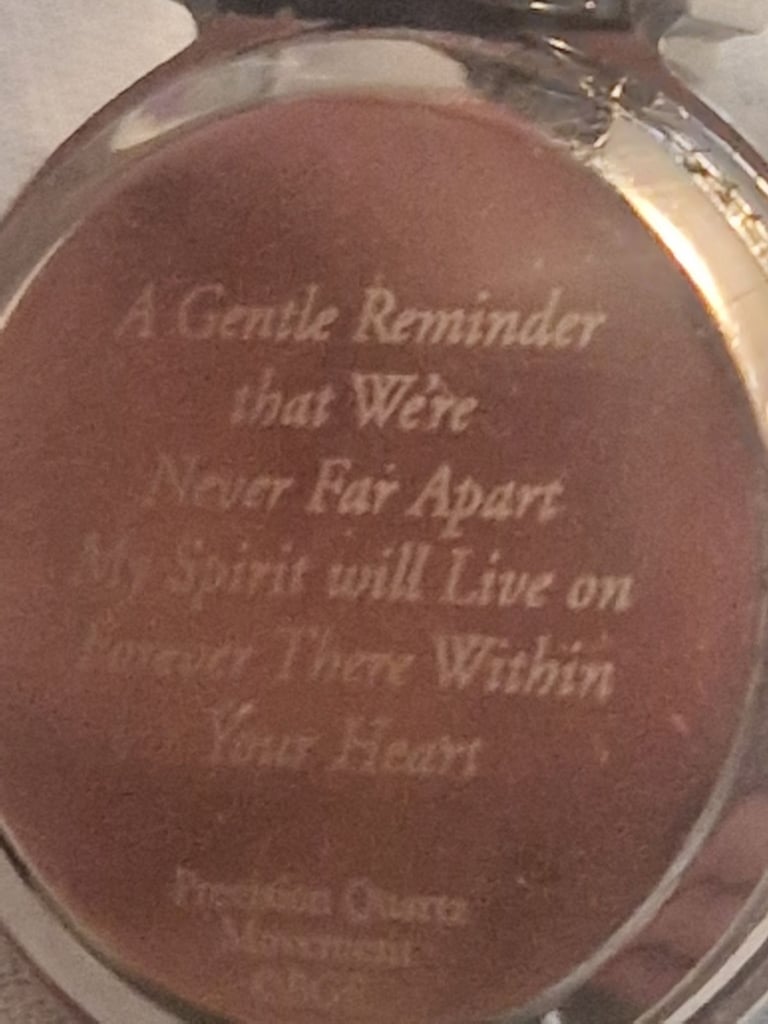 A Gentle Reminder
that We're
Never Far Apart
My Spirit will Live on
Forever There Within
Your Heart
Precision Quartz
Movement